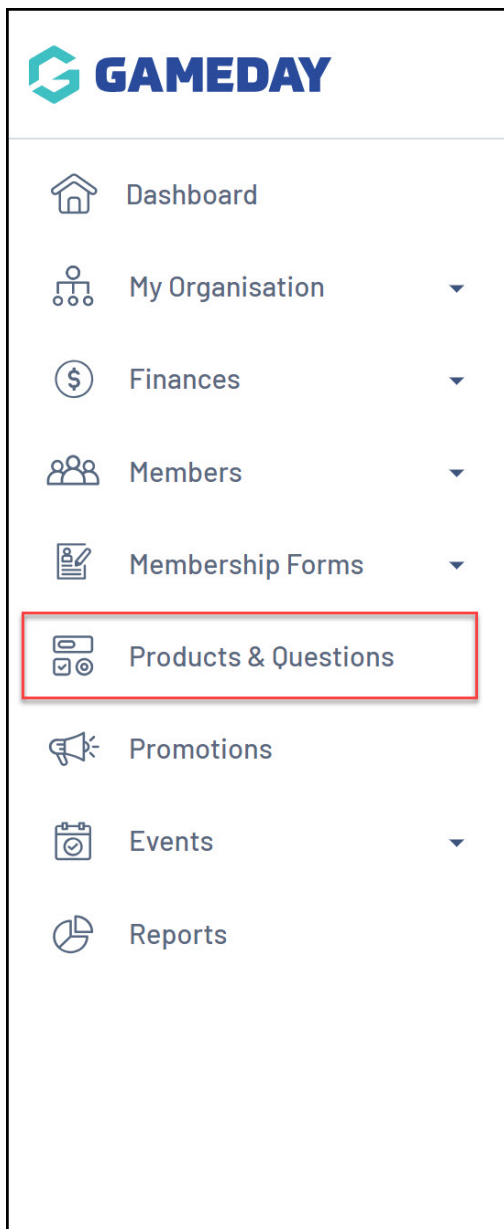 GAMEDAY
Dashboard
My Organisation
Finances
Members
Membership Forms
Products & Questions
Promotions
Events
Reports